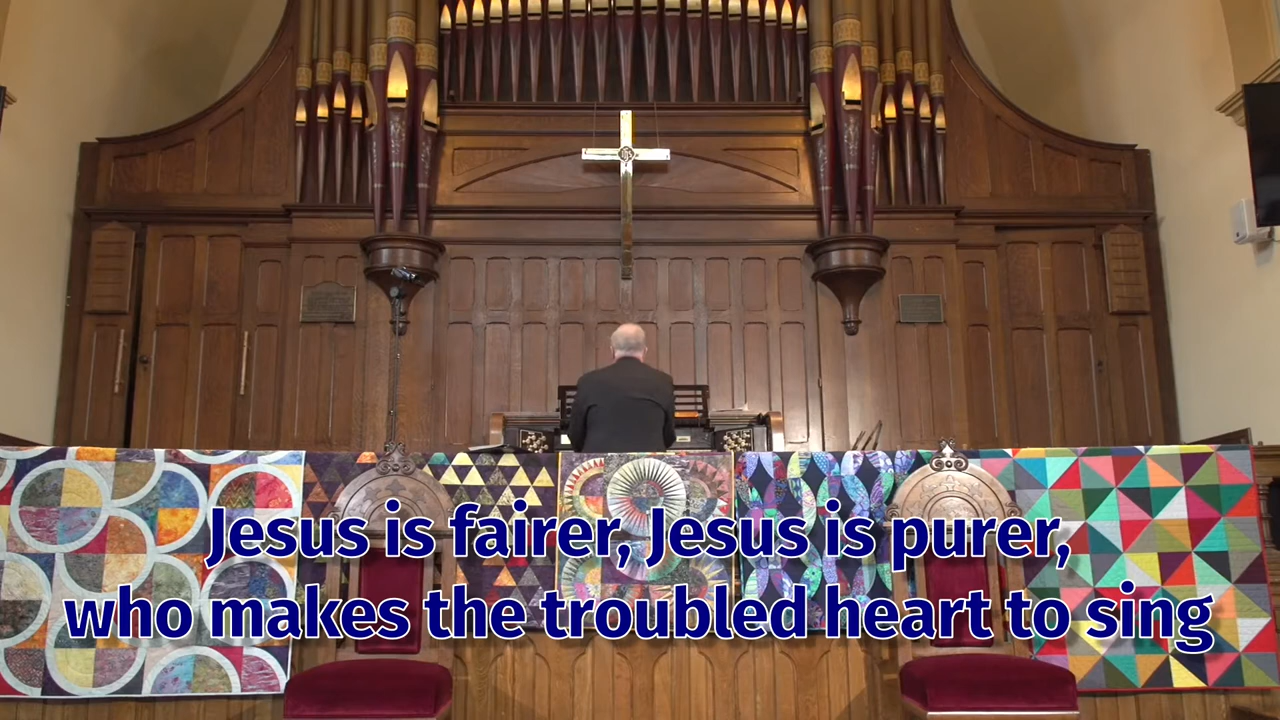 Jesus is fairer, Jesus is purer,
who makes the troubled heart to sing